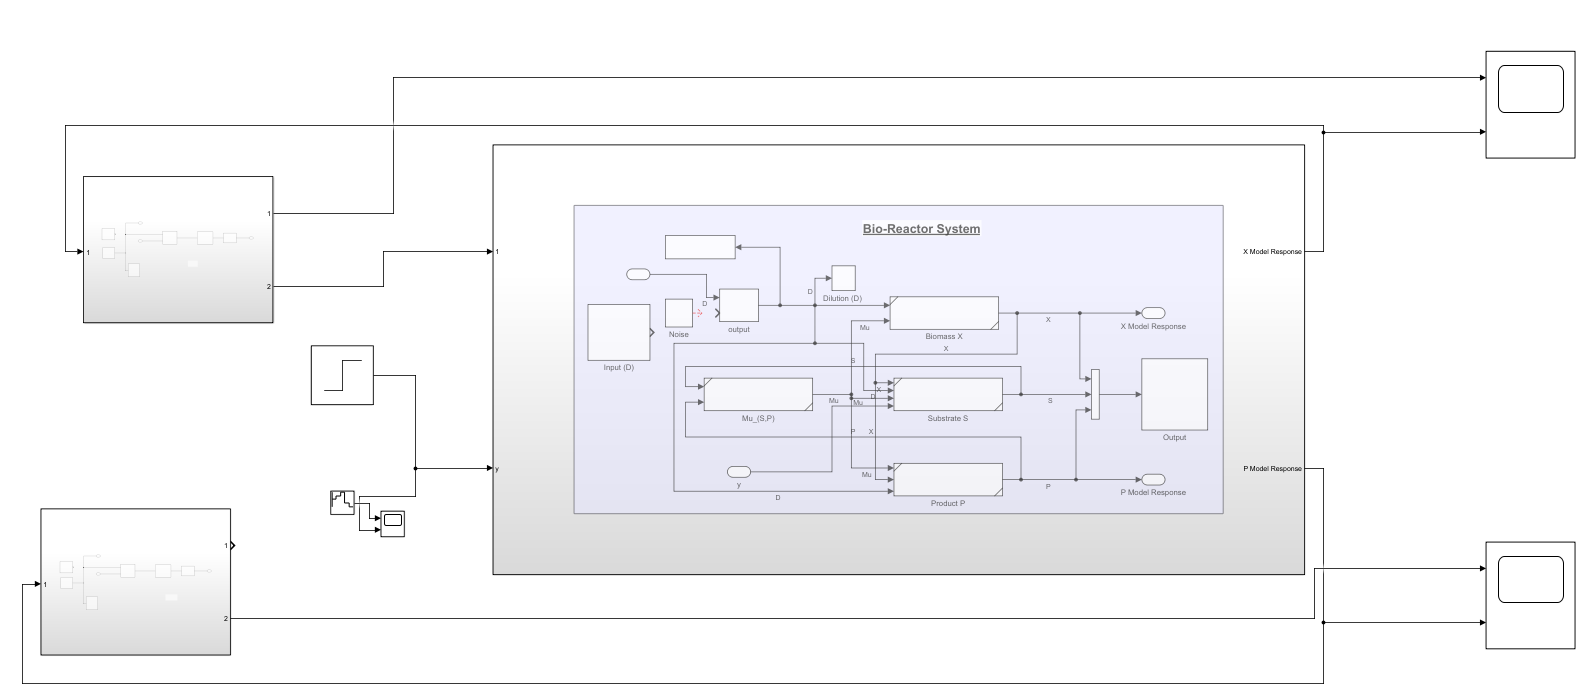 1
2
1
1
y
X Model Response
P Model Response
Bio-Reactor System
D
Dilution (D)
D
Noise
output
Input (D)
Mu
Biomass X
X
X
X Model Response
S
Mu_(S,P)
Mu
Mu
X
D
Substrate S
S
Output
P
X
y
Mu
D
Product P
P
P Model Response
1
1
2